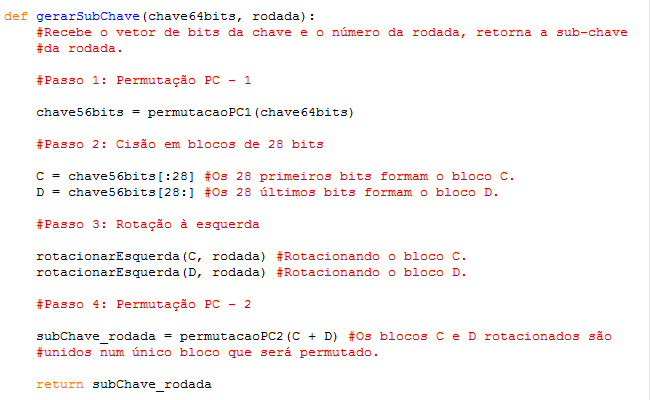 def gerarSubChave(chave64bits, rodada):
#Recebe o vetor de bits da chave e o número da rodada, retorna a sub-chave
#da rodada.
#Passo 1: Permutação PC - 1
chave56bits = permutacaoPC1(chave64bits)
#Passo 2: Cisão em blocos de 28 bits
C = chave56bits[:28] #Os 28 primeiros bits formam o bloco C.
D = chave56bits[28:] #Os 28 últimos bits formam o bloco D.
#Passo 3: Rotação à esquerda
rotacionarEsquerda(C, rodada) #Rotacionando o bloco C.
rotacionarEsquerda(D, rodada) #Rotacionando o bloco D.
#Passo 4: Permutação PC - 2
subChave_rodada = permutacaoPC2(C + D) #Os blocos C e D rotacionados são
#unidos num único bloco que será permutado.
return subChave_rodada